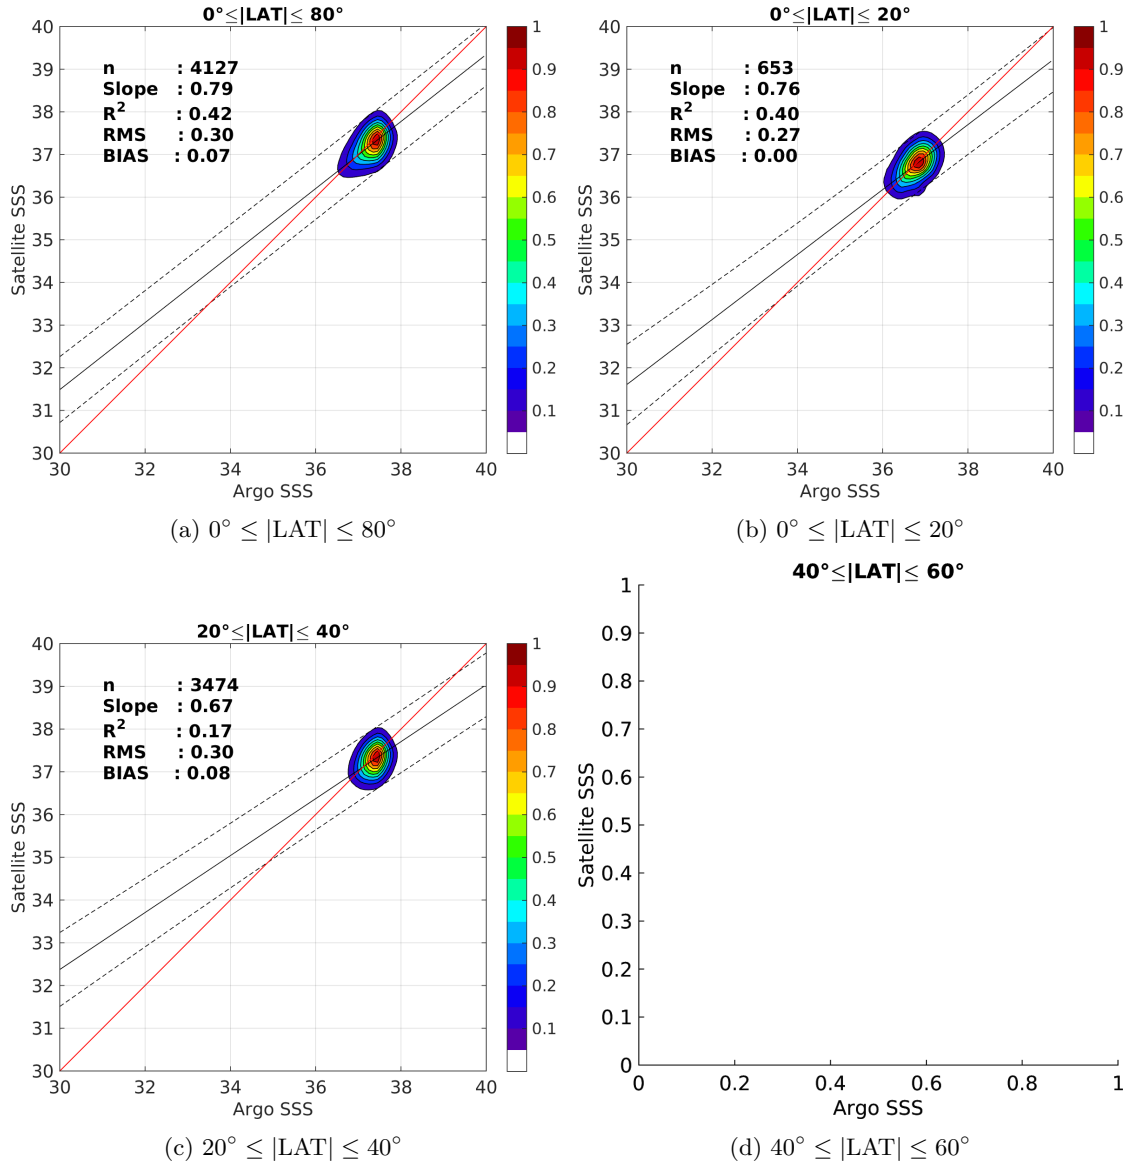 0°≤|LAT|≤ 80°
40
39
38
37
36
35
34
33
32
31
30
30 32 34 36 38 40
Satellite SSS
Argo SSS
n : 4127
Slope : 0.79
R² : 0.42
RMS : 0.30
BIAS : 0.07
1
0.9
0.8
0.7
0.6
0.5
0.4
0.3
0.2
0.1
(a) 0° ≤ |LAT| ≤ 80°
0°≤|LAT|≤ 20°
40
39
38
37
36
35
34
33
32
31
30
30 32 34 36 38 40
Satellite SSS
Argo SSS
n : 653
Slope : 0.76
R² : 0.40
RMS : 0.27
BIAS : 0.00
1
0.9
0.8
0.7
0.6
0.5
0.4
0.3
0.2
0.1
(b) 0° ≤ |LAT| ≤ 20°
20°≤|LAT|≤ 40°
40
39
38
37
36
35
34
33
32
31
30
30 32 34 36 38 40
Satellite SSS
Argo SSS
n : 3474
Slope : 0.67
R² : 0.17
RMS : 0.30
BIAS : 0.08
1
0.9
0.8
0.7
0.6
0.5
0.4
0.3
0.2
0.1
(c) 20° ≤ |LAT| ≤ 40°
40°≤|LAT|≤ 60°
1
0.9
0.8
0.7
0.6
0.5
0.4
0.3
0.2
0.1
0
0 0.2 0.4 0.6 0.8 1
Satellite SSS
Argo SSS
(d) 40° ≤ |LAT| ≤ 60°